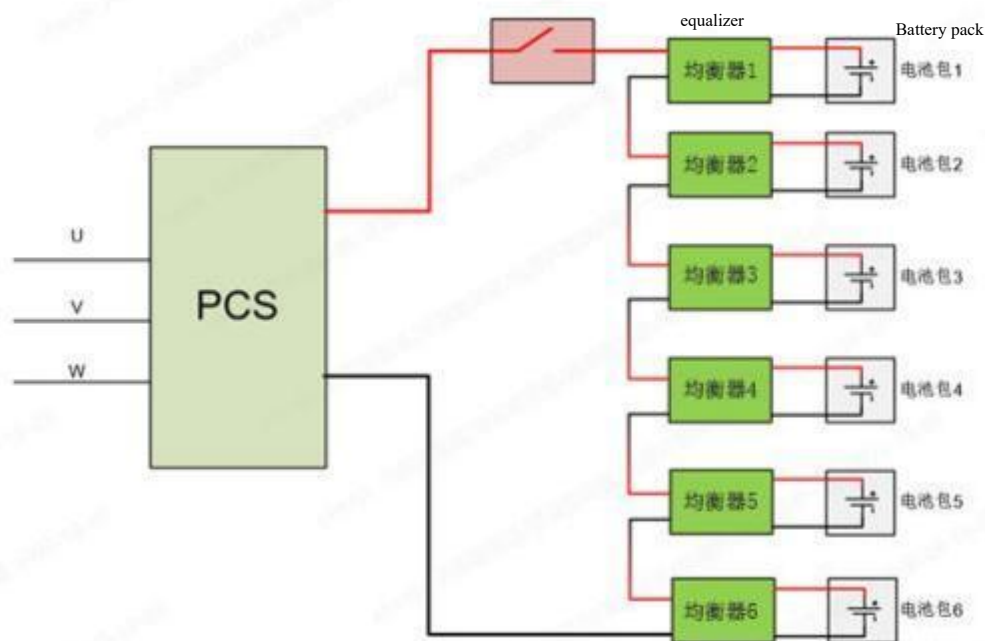 equalizer
Battery pack
均衡器1
电池包1
均衡器2
电池包2
U
均衡器3
电池包3
V
PCS
W
均衡器4
电池包4
均衡器5
电池包5
均衡器6
电池包6